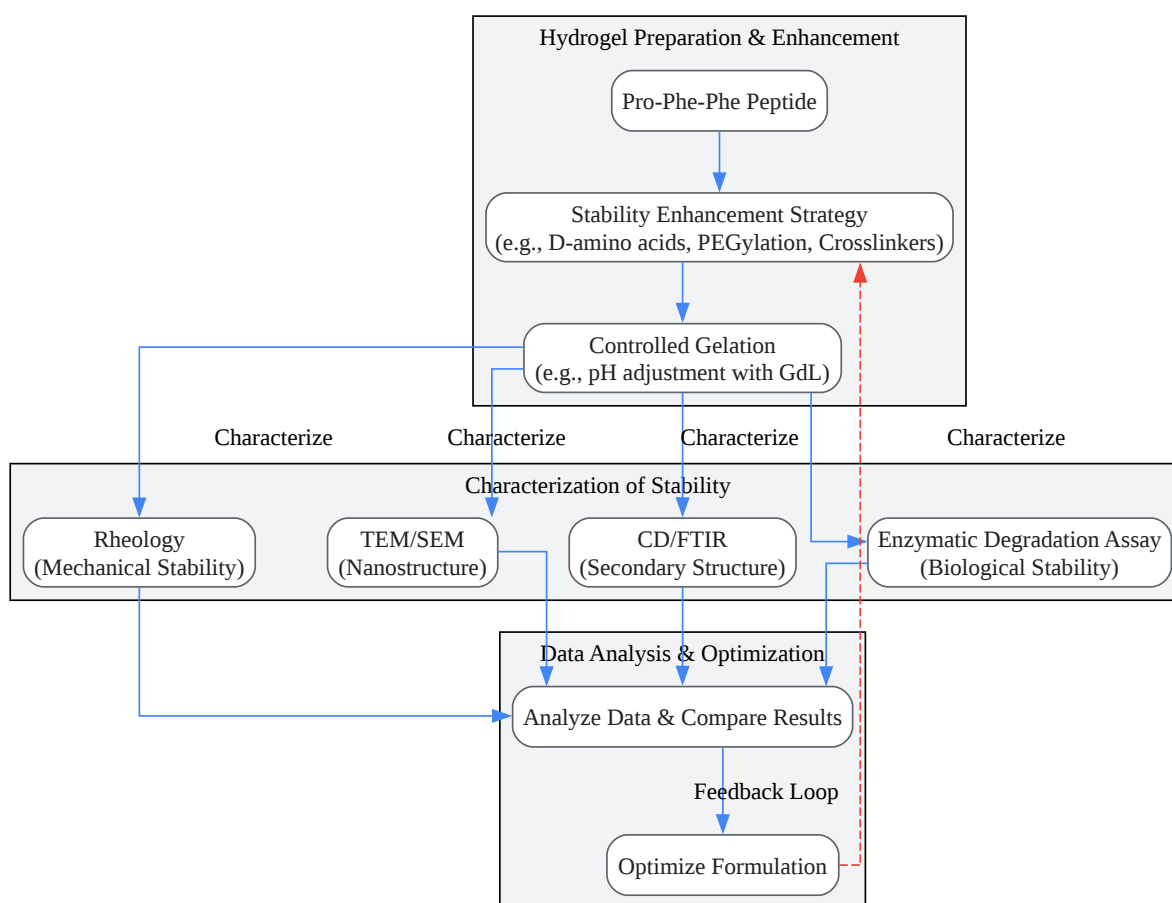 Hydrogel Preparation & Enhancement
Pro-Phe-Phe Peptide
Stability Enhancement Strategy
(e.g., D-amino acids, PEGylation, Crosslinkers)
Controlled Gelation
(e.g., pH adjustment with GdL)
Characterize
Characterize
Characterize
Characterize
Characterization of Stability
Rheology
(Mechanical Stability)
TEM/SEM
(Nanostructure)
CD/FTIR
(Secondary Structure)
Enzymatic Degradation Assay
(Biological Stability)
Data Analysis & Optimization
Analyze Data & Compare Results
Feedback Loop
Optimize Formulation